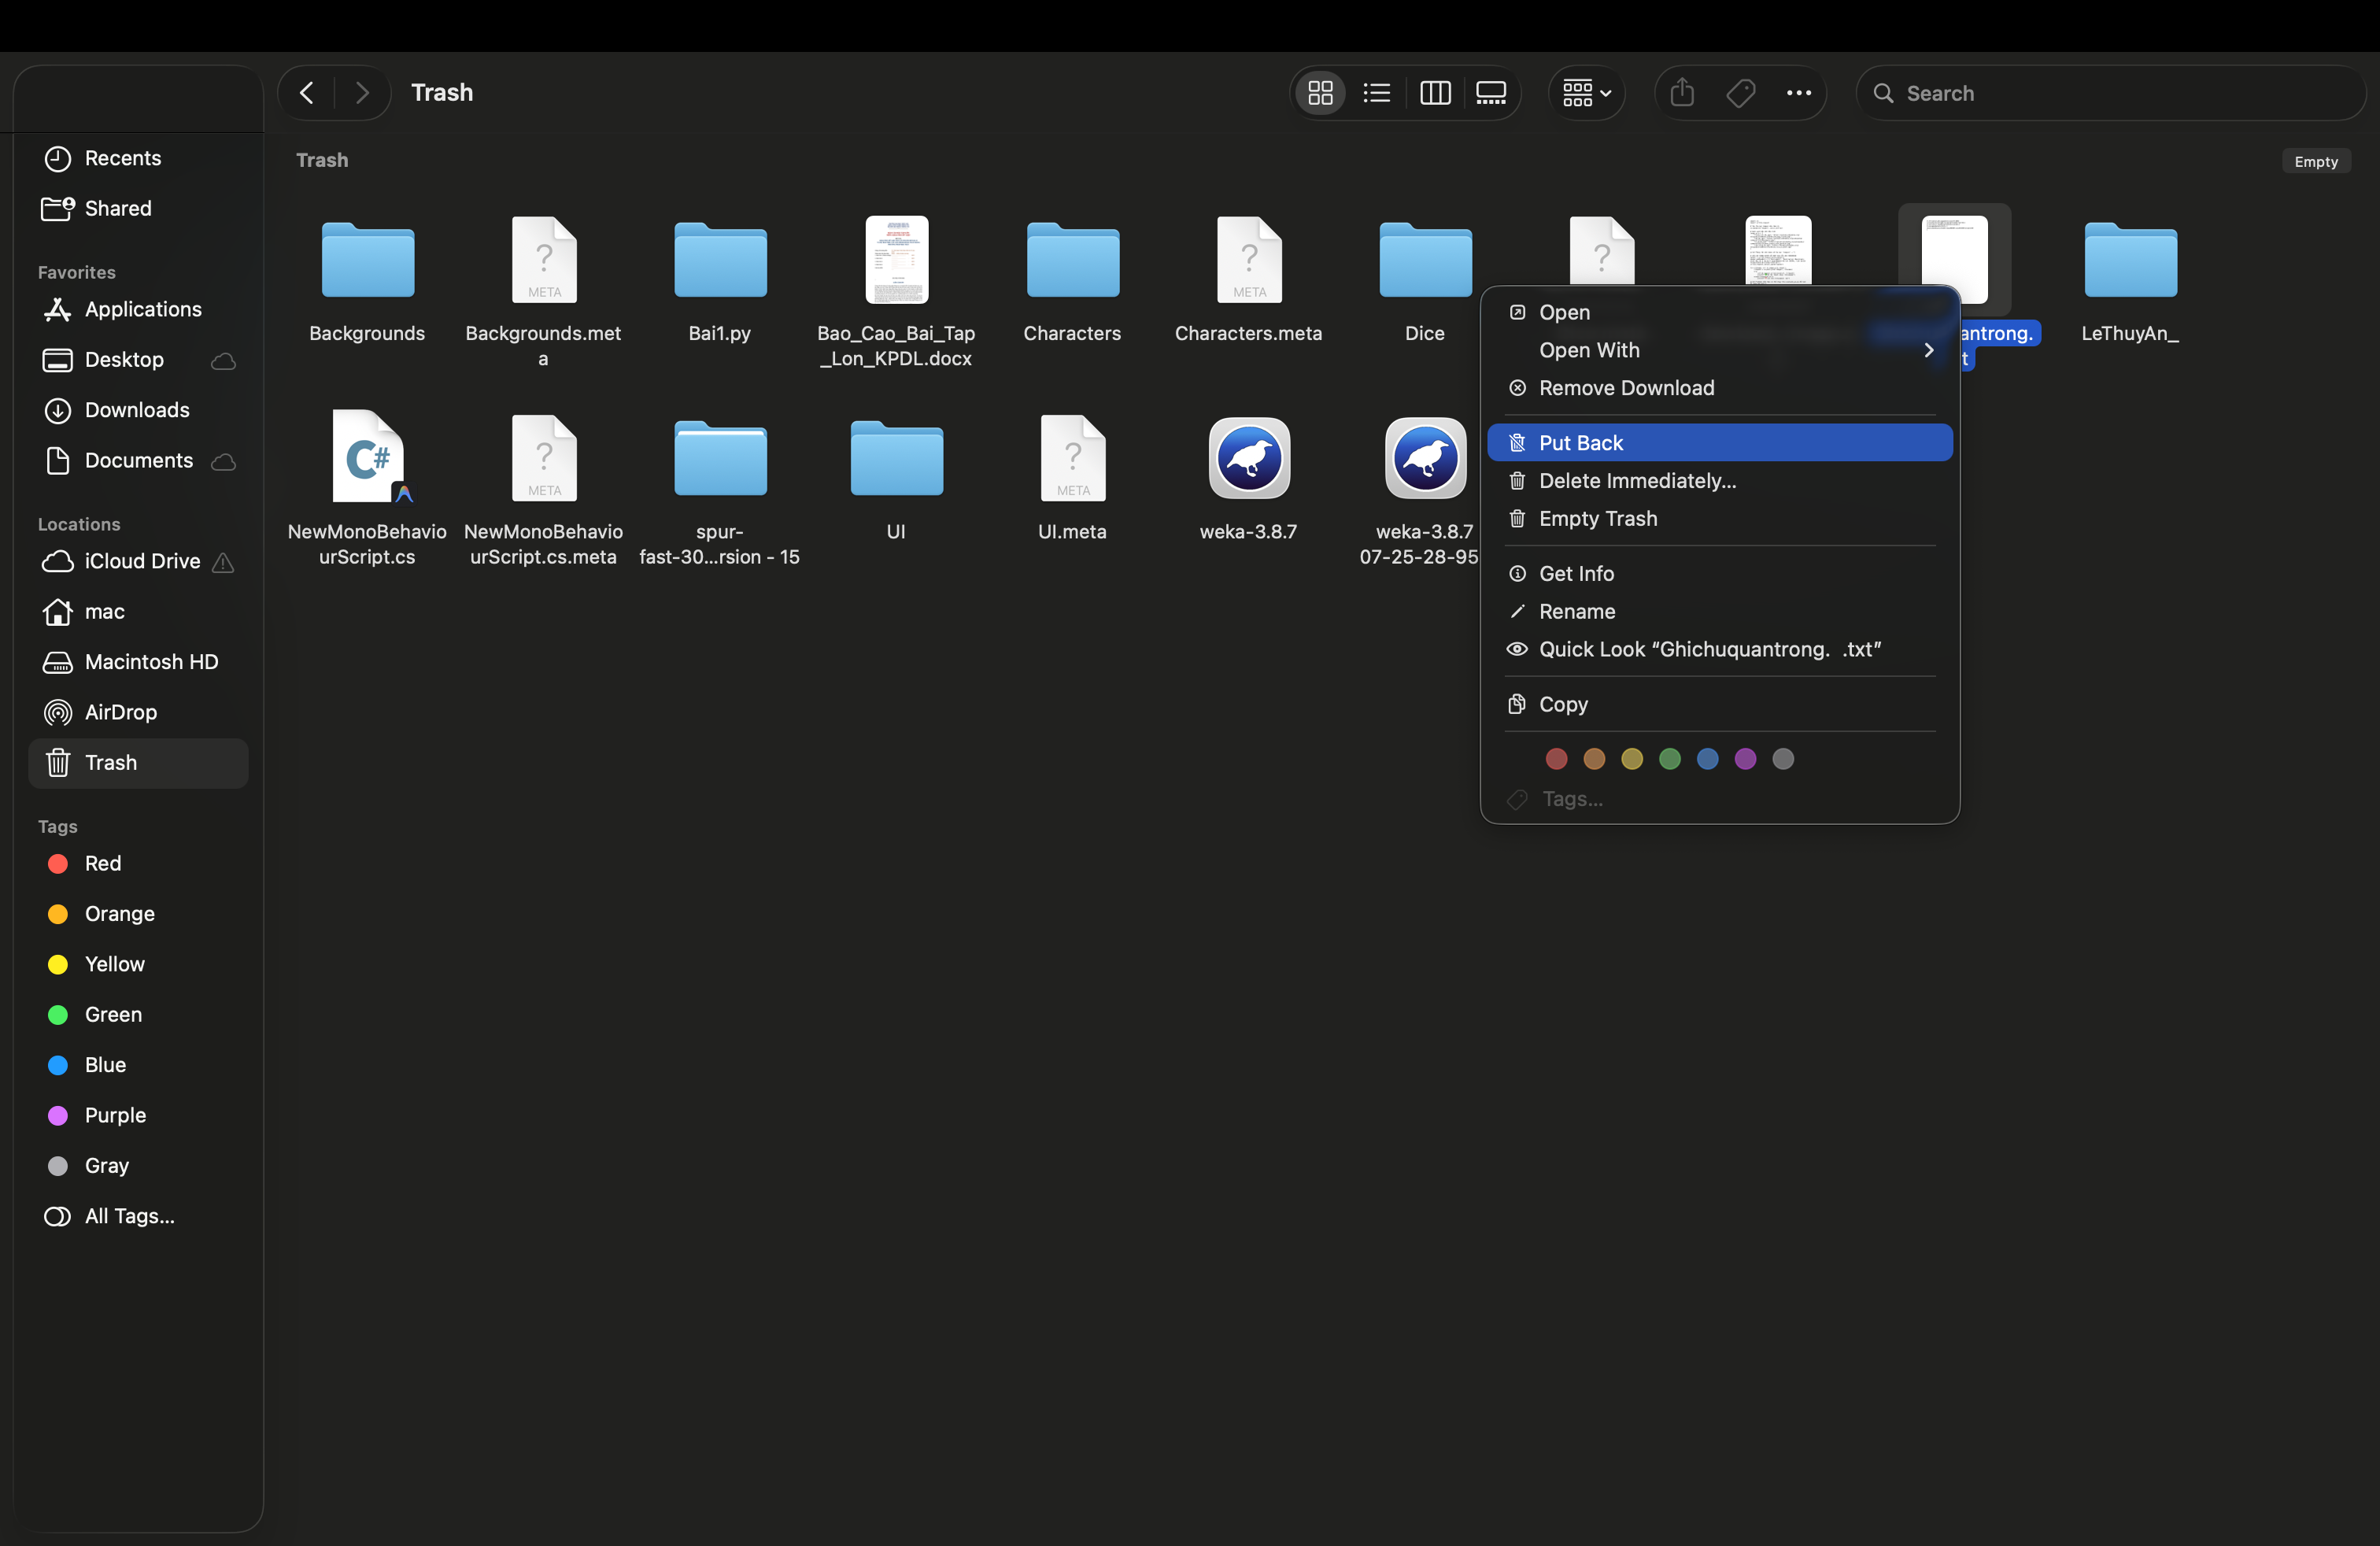 Trash
Search
Recents
Shared
Favorites
Applications
Desktop
Downloads
Documents
Locations
iCloud Drive
mac
Macintosh HD
AirDrop
Trash
Tags
Red
Orange
Yellow
Green
Blue
Purple
Gray
All Tags...
Trash
Empty
Backgrounds
META
Backgrounds.met
a
Bai1.py
Bao_Cao_Bai_Tap
_Lon_KPDL.docx
Characters
META
Characters.meta
Dice
antrong.
t
LeThuyAn_
C#
NewMonoBehavio
urScript.cs
META
NewMonoBehavio
urScript.cs.meta
spur-
fast-30...rsion - 15
UI
META
UI.meta
weka-3.8.7
weka-3.8.7
07-25-28-95
Open
Open With
Remove Download
Put Back
Delete Immediately...
Empty Trash
Get Info
Rename
Quick Look “Ghichuquantrong. .txt”
Copy
Tags...